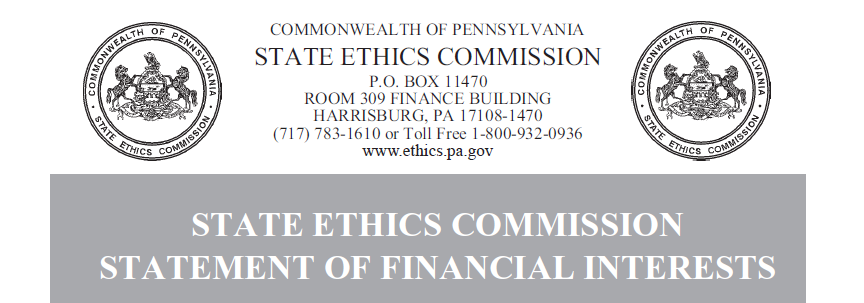 COMMONWEALTH OF PENNSYLVANIA
STATE ETHICS COMMISSION
P.O. BOX 11470
ROOM 309 FINANCE BUILDING
HARRISBURG, PA 17108-1470
(717) 783-1610 or Toll Free 1-800-932-0936
www.ethics.pa.gov
COMMONWEALTH OF PENNSYLVANIA
STATE ETHICS COMMISSION
COMMONWEALTH OF PENNSYLVANIA
STATE ETHICS COMMISSION
STATE ETHICS COMMISSION
STATEMENT OF FINANCIAL INTERESTS